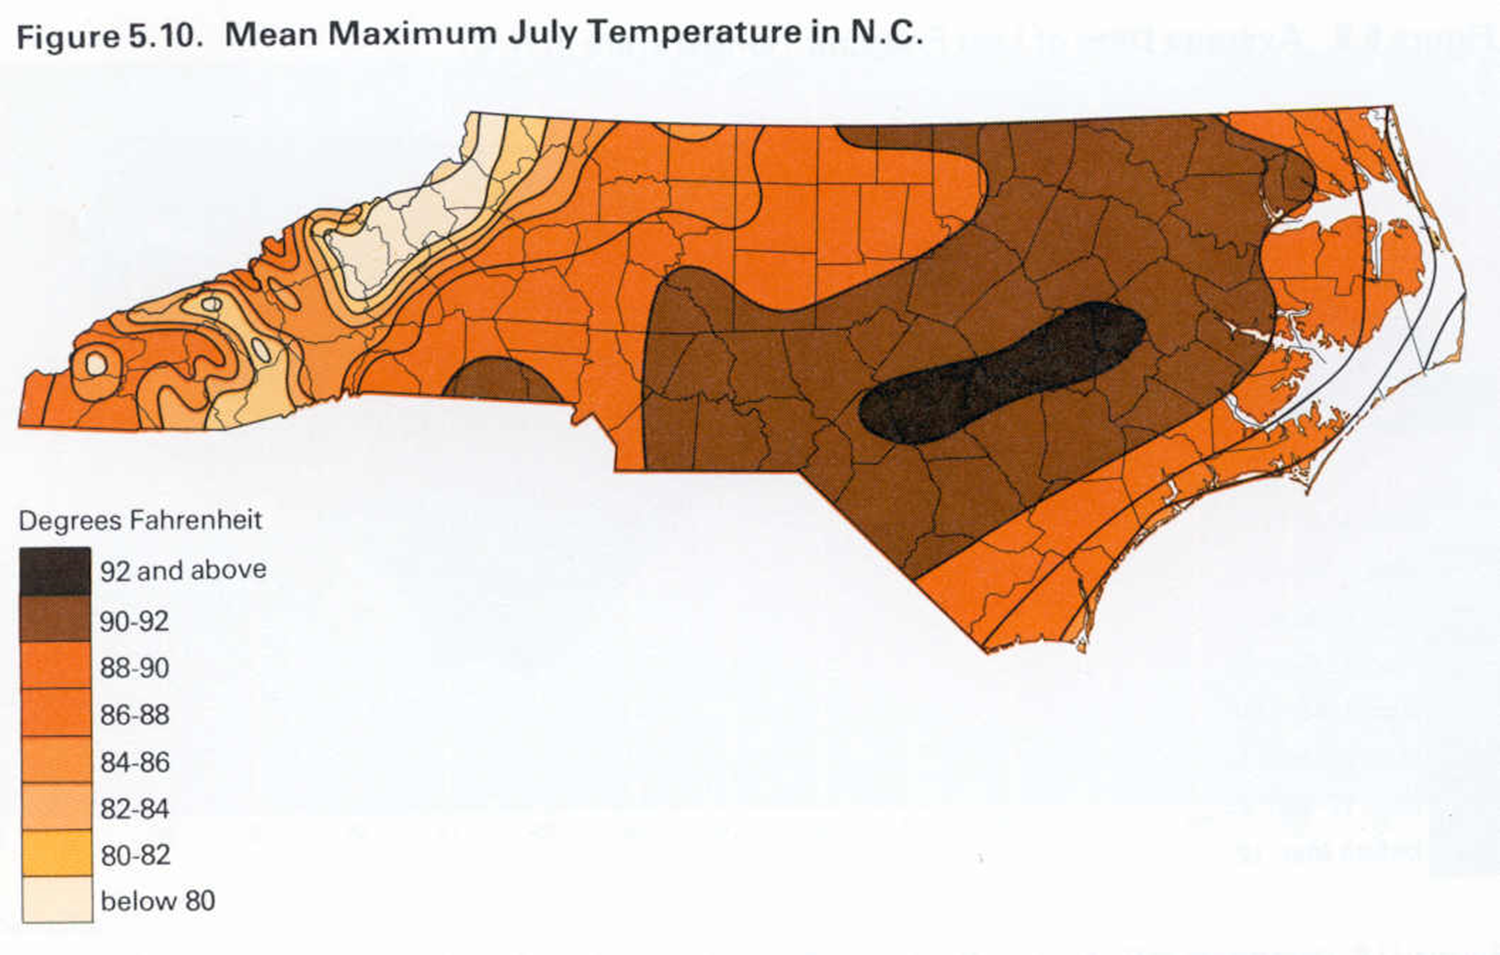 Figure 5.10. Mean Maximum July Temperature in N.C.
Degrees Fahrenheit
92 and above
90-92
88-90
86-88
84-86
82-84
80-82
below 80